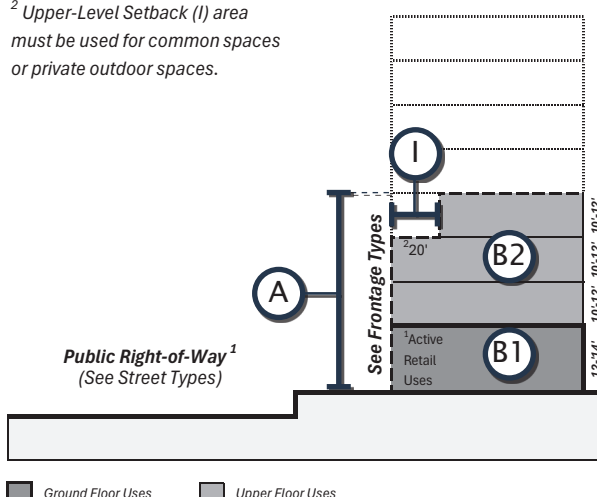 ² Upper-Level Setback (I) area
must be used for common spaces
or private outdoor spaces.
I
A
See Frontage Types
²20'
B2
10'-12'
10'-12'
10'-12'
¹Active
Retail
Uses
B1
12'-14'
Public Right-of-Way ¹
(See Street Types)
Ground Floor Uses
Upper Floor Uses